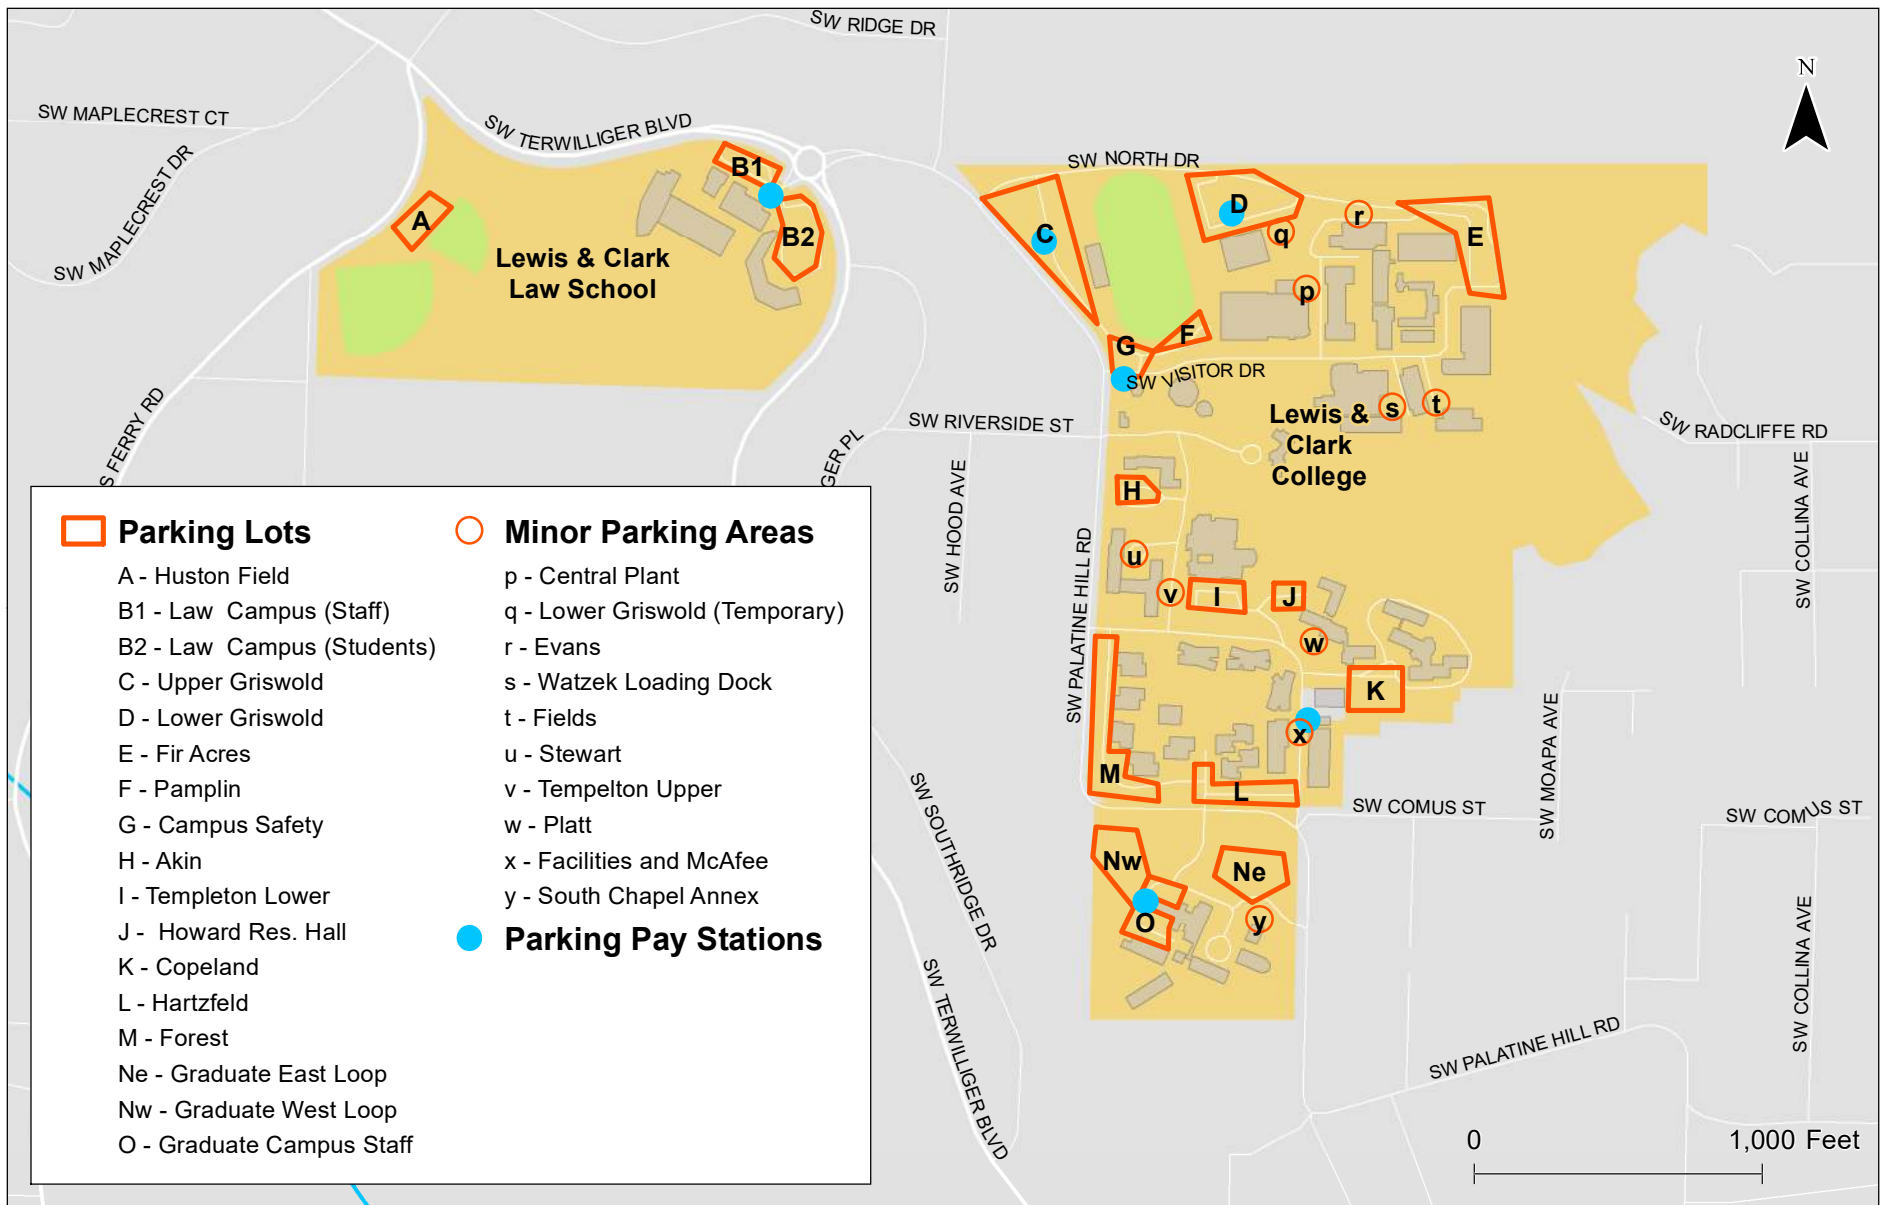 SW RIDGE DR
N
SW MAPLECREST CT
SW TERWILLIGER BLVD
SW MAPLECREST DR
SW NORTH DR
B1
A
B2
C
D
q
r
E
p
Lewis & Clark
Law School
F
G
SW VISITOR DR
s
t
Lewis &
Clark
College
SW RIVERSIDE ST
SW RADCLIFFE RD
S FERRY RD
GER PL
SW HOOD AVE
SW COLLINA AVE
H
u
v
I
J
w
SW PALATINE HILL RD
K
x
M
L
SW MOAPA AVE
SW COMUS ST
SW COMUS ST
SW SOUTHRIDGE DR
Nw
Ne
O
y
SW TERWILLIGER BLVD
SW COLLINA AVE
SW PALATINE HILL RD
0 1,000 Feet
Parking Lots
A - Huston Field
B1 - Law Campus (Staff)
B2 - Law Campus (Students)
C - Upper Griswold
D - Lower Griswold
E - Fir Acres
F - Pamplin
G - Campus Safety
H - Akin
I - Templeton Lower
J - Howard Res. Hall
K - Copeland
L - Hartzfeld
M - Forest
Ne - Graduate East Loop
Nw - Graduate West Loop
O - Graduate Campus Staff
Minor Parking Areas
p - Central Plant
q - Lower Griswold (Temporary)
r - Evans
s - Watzek Loading Dock
t - Fields
u - Stewart
v - Tempelton Upper
w - Platt
x - Facilities and McAfee
y - South Chapel Annex
Parking Pay Stations